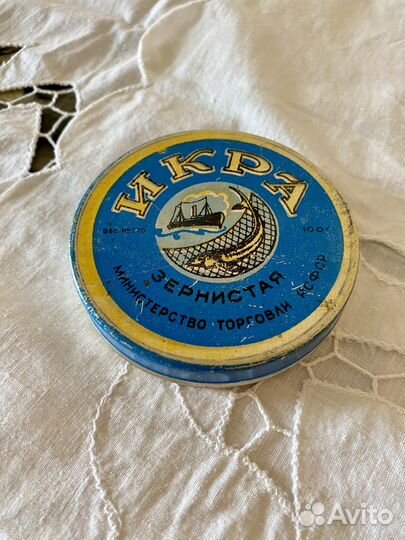 ИКРА
ВЕС НЕТТО 100 г
ЗЕРНИСТАЯ
МИНИСТЕРСТВО ТОРГОВЛИ РСФСР
Avito